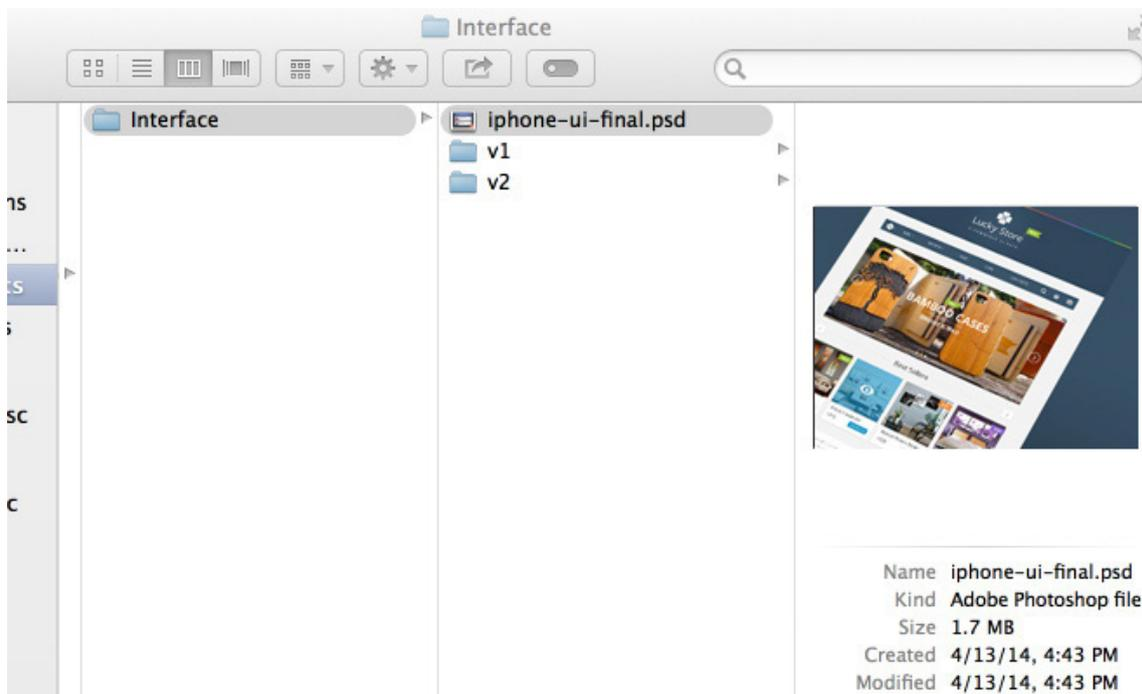 Interface
Interface
iphone-ui-final.psd
v1
v2
ns
...
ts
s
sc
c
Lucky Store
BAMBOO CASES
Best Sellers
Name iphone-ui-final.psd
Kind Adobe Photoshop file
Size 1.7 MB
Created 4/13/14, 4:43 PM
Modified 4/13/14, 4:43 PM